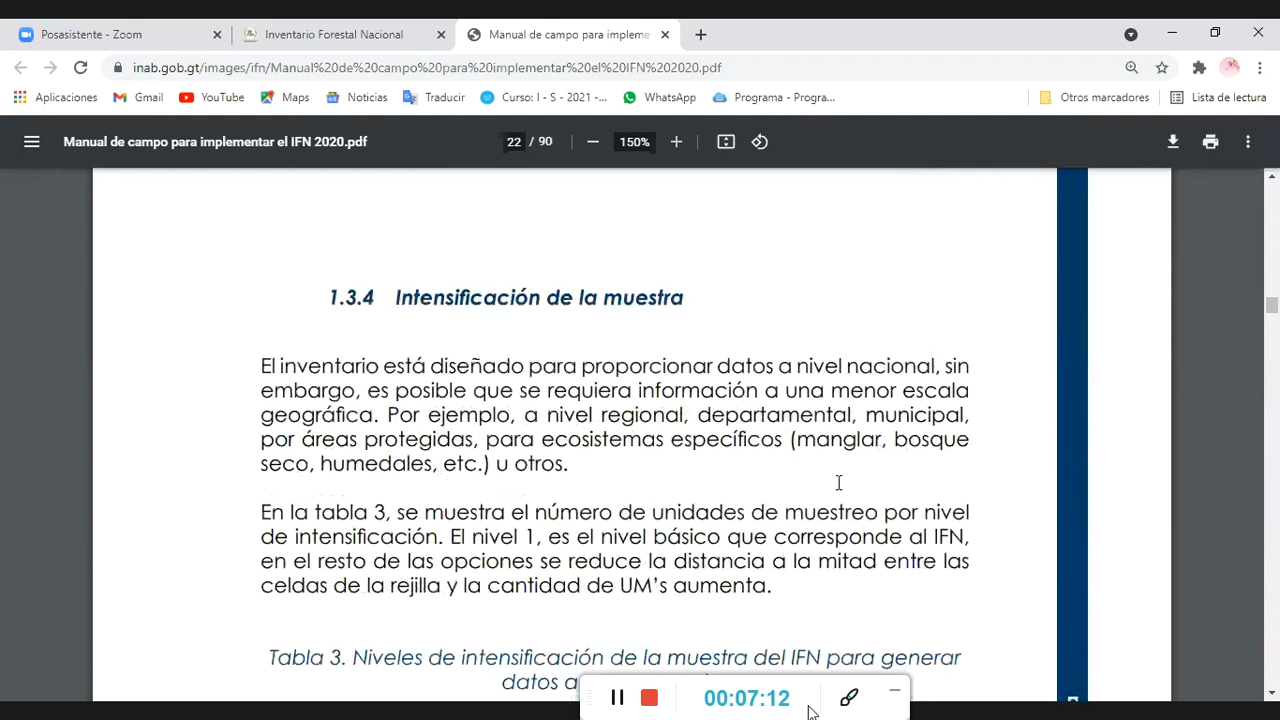 Posasistente - Zoom
Inventario Forestal Nacional
Manual de campo para impleme
inab.gob.gt/images/ifn/Manual%20de%20campo%20para%20implementar%20el%20IFN%202020.pdf
Aplicaciones
Gmail
YouTube
Maps
Noticias
Traducir
Curso: I - S - 2021 -...
WhatsApp
Programa - Progra...
Otros marcadores
Lista de lectura
Manual de campo para implementar el IFN 2020.pdf
22 / 90
150%
1.3.4 Intensificación de la muestra
El inventario está diseñado para proporcionar datos a nivel nacional, sin
embargo, es posible que se requiera información a una menor escala
geográfica. Por ejemplo, a nivel regional, departamental, municipal,
por áreas protegidas, para ecosistemas específicos (manglar, bosque
seco, humedales, etc.) u otros.
En la tabla 3, se muestra el número de unidades de muestreo por nivel
de intensificación. El nivel 1, es el nivel básico que corresponde al IFN,
en el resto de las opciones se reduce la distancia a la mitad entre las
celdas de la rejilla y la cantidad de UM's aumenta.
Tabla 3. Niveles de intensificación de la muestra del IFN para generar
datos a
00:07:12